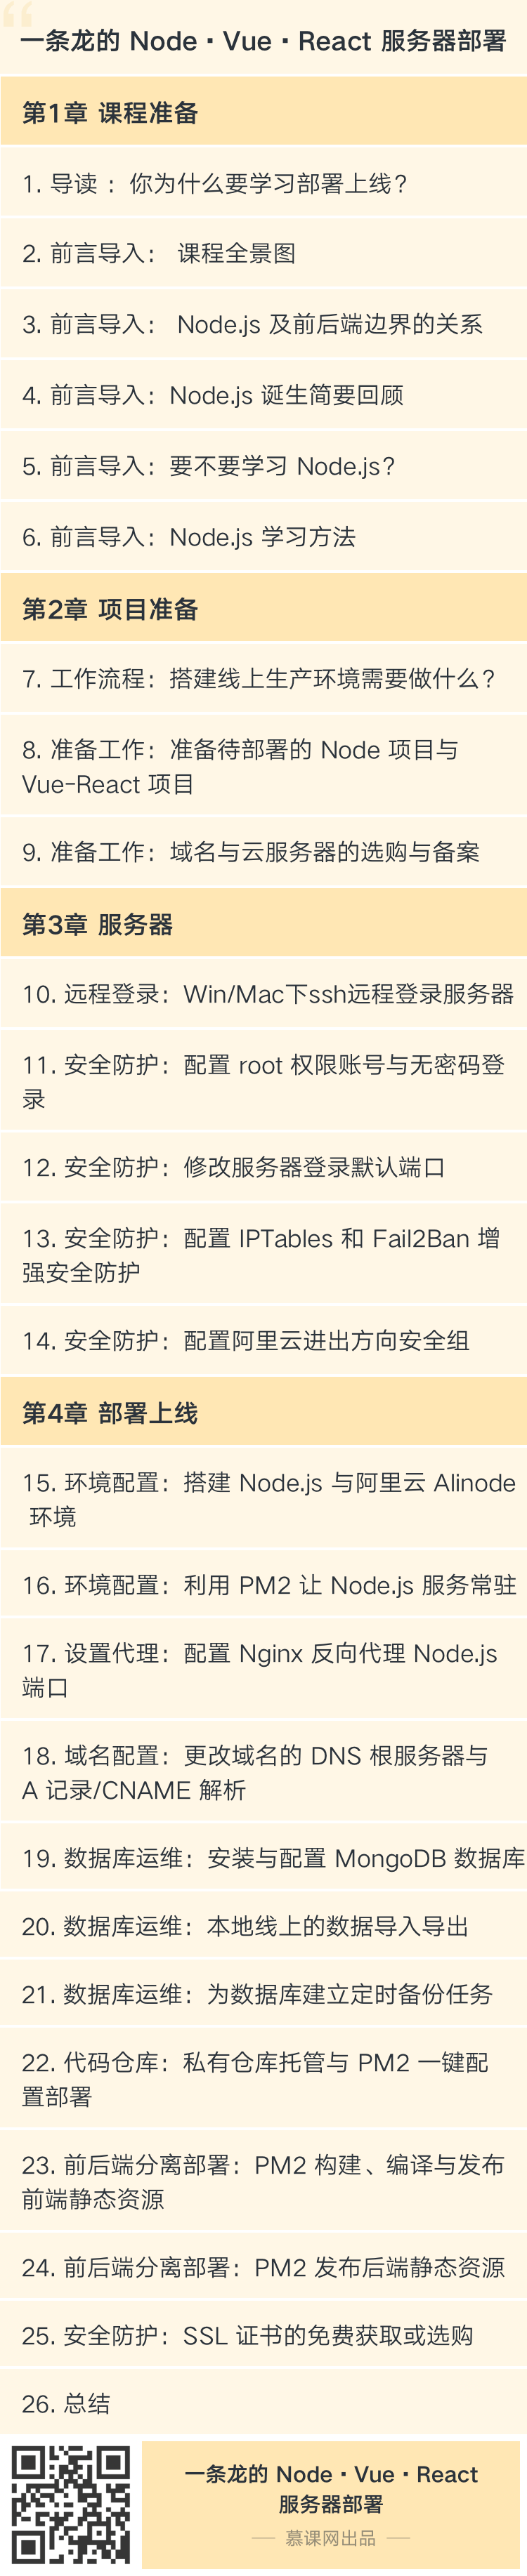 一条龙的 Node·Vue·React 服务器部署
第1章 课程准备
1. 导读 ：你为什么要学习部署上线？
2. 前言导入： 课程全景图
3. 前言导入： Node.js 及前后端边界的关系
4. 前言导入：Node.js 诞生简要回顾
5. 前言导入：要不要学习 Node.js？
6. 前言导入：Node.js 学习方法
第2章 项目准备
7. 工作流程：搭建线上生产环境需要做什么？
8. 准备工作：准备待部署的 Node 项目与
Vue-React 项目
9. 准备工作：域名与云服务器的选购与备案
第3章 服务器
10. 远程登录：Win/Mac下ssh远程登录服务器
11. 安全防护：配置 root 权限账号与无密码登
录
12. 安全防护：修改服务器登录默认端口
13. 安全防护：配置 IPTables 和 Fail2Ban 增
强安全防护
14. 安全防护：配置阿里云进出方向安全组
第4章 部署上线
15. 环境配置：搭建 Node.js 与阿里云 Alinode
环境
16. 环境配置：利用 PM2 让 Node.js 服务常驻
17. 设置代理：配置 Nginx 反向代理 Node.js
端口
18. 域名配置：更改域名的 DNS 根服务器与
A 记录/CNAME 解析
19. 数据库运维：安装与配置 MongoDB 数据库
20. 数据库运维：本地线上的数据导入导出
21. 数据库运维：为数据库建立定时备份任务
22. 代码仓库：私有仓库托管与 PM2 一键配
置部署
23. 前后端分离部署：PM2 构建、编译与发布
前端静态资源
24. 前后端分离部署：PM2 发布后端静态资源
25. 安全防护：SSL 证书的免费获取或选购
26. 总结
一条龙的 Node·Vue·React
服务器部署
— 慕课网出品 —